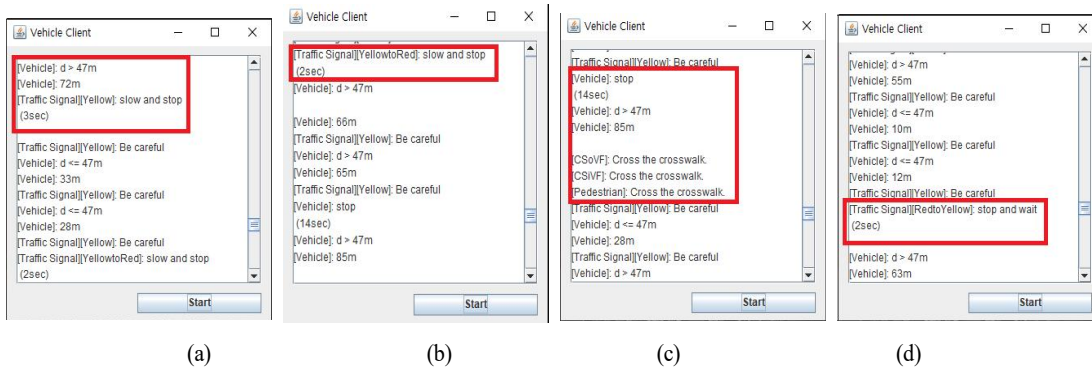 Vehicle Client
[Vehicle]: d > 47m
[Vehicle]: 72m
[Traffic Signal][Yellow]: slow and stop
(3sec)
[Traffic Signal][Yellow]: Be careful
[Vehicle]: d <= 47m
[Vehicle]: 33m
[Traffic Signal][Yellow]: Be careful
[Vehicle]: d <= 47m
[Vehicle]: 28m
[Traffic Signal][Yellow]: Be careful
[Traffic Signal][YellowtoRed]: slow and stop
(2sec)
Start
(a)
Vehicle Client
[Traffic Signal][YellowtoRed]: slow and stop
(2sec)
[Vehicle]: d > 47m
[Vehicle]: 66m
[Traffic Signal][Yellow]: Be careful
[Vehicle]: d > 47m
[Vehicle]: 65m
[Traffic Signal][Yellow]: Be careful
[Vehicle]: stop
(14sec)
[Vehicle]: d > 47m
[Vehicle]: 85m
Start
(b)
Vehicle Client
[Traffic Signal][Yellow]: Be careful
[Vehicle]: stop
(14sec)
[Vehicle]: d > 47m
[Vehicle]: 85m
[CSoVF]: Cross the crosswalk.
[CSiVF]: Cross the crosswalk.
[Pedestrian]: Cross the crosswalk.
[Traffic Signal][Yellow]: Be careful
[Vehicle]: d <= 47m
[Vehicle]: 28m
[Traffic Signal][Yellow]: Be careful
[Vehicle]: d > 47m
Start
(c)
Vehicle Client
[Vehicle]: d > 47m
[Vehicle]: 55m
[Traffic Signal][Yellow]: Be careful
[Vehicle]: d <= 47m
[Vehicle]: 10m
[Traffic Signal][Yellow]: Be careful
[Vehicle]: d <= 47m
[Vehicle]: 12m
[Traffic Signal][RedtoYellow]: stop and wait
(2sec)
[Vehicle]: d > 47m
[Vehicle]: 63m
Start
(d)